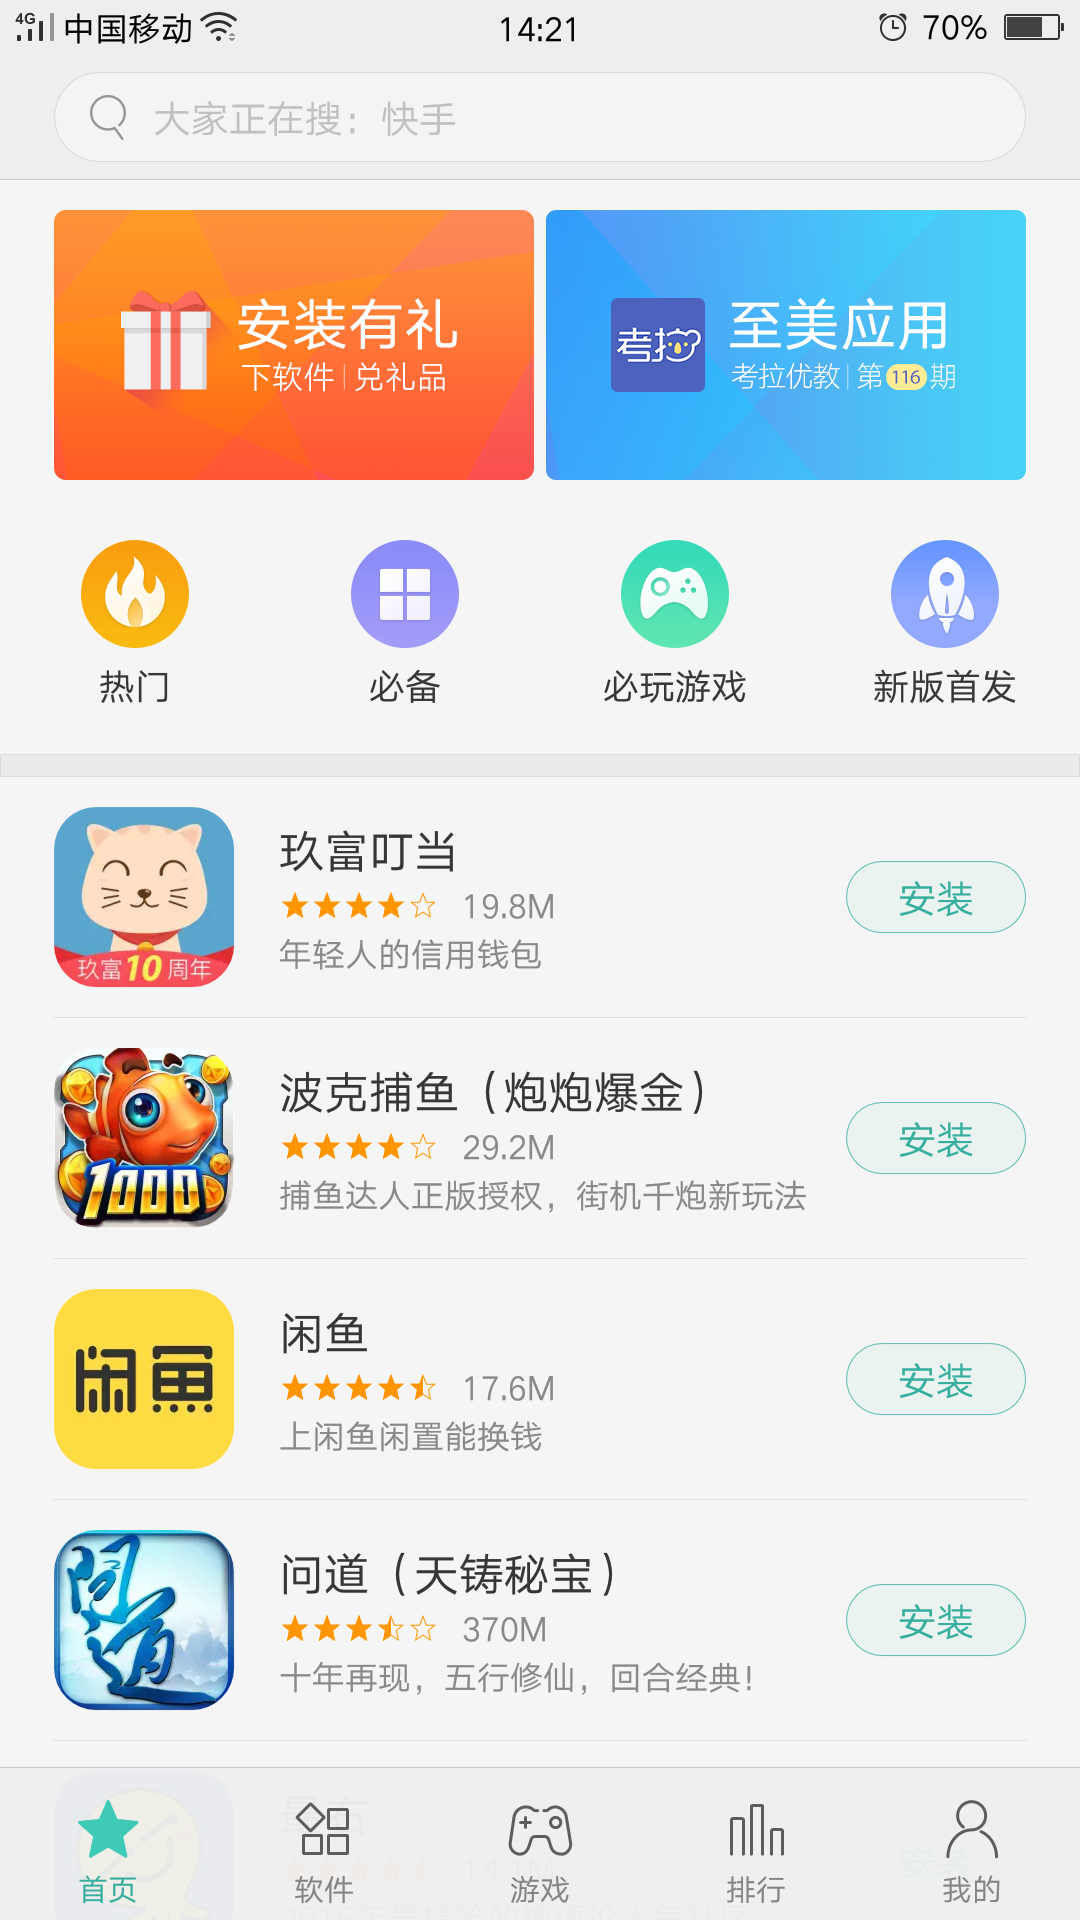 4G 中国移动 14:21 70%
大家正在搜：快手
安装有礼
下软件|兑礼品
考拉
至美应用
考拉优教|第116期
热门 必备 必玩游戏 新版首发
玖富叮当
19.8M
年轻人的信用钱包
玖富10周年
安装
波克捕鱼（炮炮爆金）
29.2M
捕鱼达人正版授权，街机千炮新玩法
1000
安装
闲鱼
闲鱼
17.6M
上闲鱼闲置能换钱
安装
问道
问道（天铸秘宝）
370M
十年再现，五行修仙，回合经典！
安装
最右
14.1M
安装
首页 软件 游戏 排行 我的